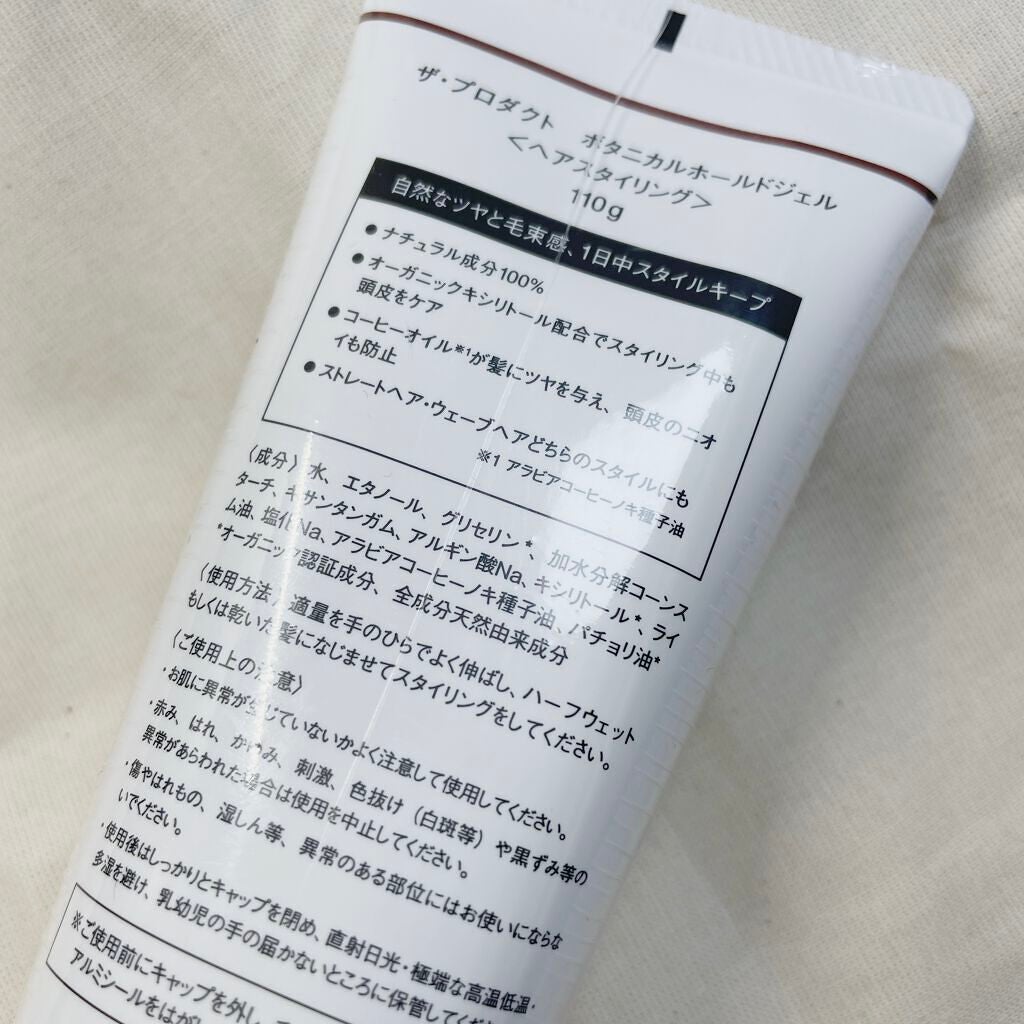 ザ・プロダクト ボタニカルホールドジェル
＜ヘアスタイリング＞
110g
自然なツヤと毛束感、1日中スタイルキープ
●ナチュラル成分100%
●オーガニックキシリトール配合でスタイリング中も
頭皮をケア
●コーヒーオイル※1が髪にツヤを与え、頭皮のニオ
イも防止
●ストレートヘア・ウェーブヘアどちらのスタイルにも
※1 アラビアコーヒーノキ種子油
〈成分〉水、エタノール、グリセリン*、加水分解コーンス
ターチ、キサンタンガム、アルギン酸Na、キシリトール*、ライ
ム油、塩化Na、アラビアコーヒーノキ種子油、パチョリ油*
*オーガニック認証成分、全成分天然由来成分
〈使用方法〉適量を手のひらでよく伸ばし、ハーフウェット
もしくは乾いた髪になじませてスタイリングをしてください。
〈ご使用上の注意〉
・お肌に異常が生じていないかよく注意して使用してください。
・赤み、はれ、かゆみ、刺激、色抜け（白斑等）や黒ずみ等の
異常があらわれた場合は使用を中止してください。
・傷やはれもの、湿しん等、異常のある部位にはお使いにならな
いでください。
・使用後はしっかりとキャップを閉め、直射日光・極端な高温低温・
多湿を避け、乳幼児の手の届かないところに保管してくだ
※ご使用前にキャップを外し、
アルミシールをはがし